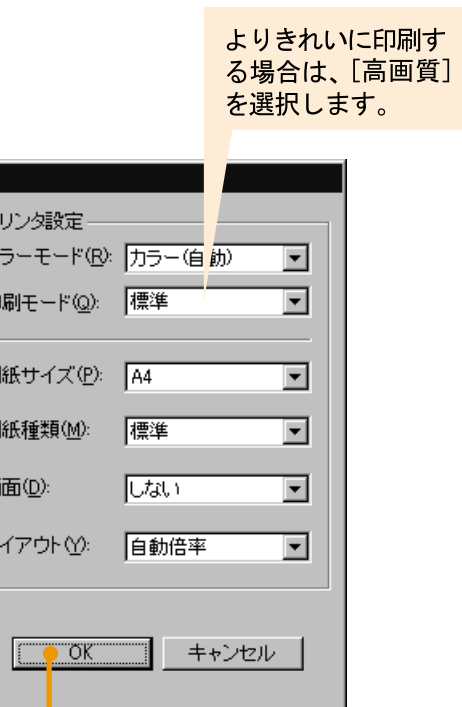 よりきれいに印刷す
る場合は、[高画質]
を選択します。
リンタ設定
ラーモード(R): カラー(自動)
刷モード(Q): 標準
紙サイズ(P): A4
紙種類(M): 標準
面(D): しない
イアウト(Y): 自動倍率
OK キャンセル